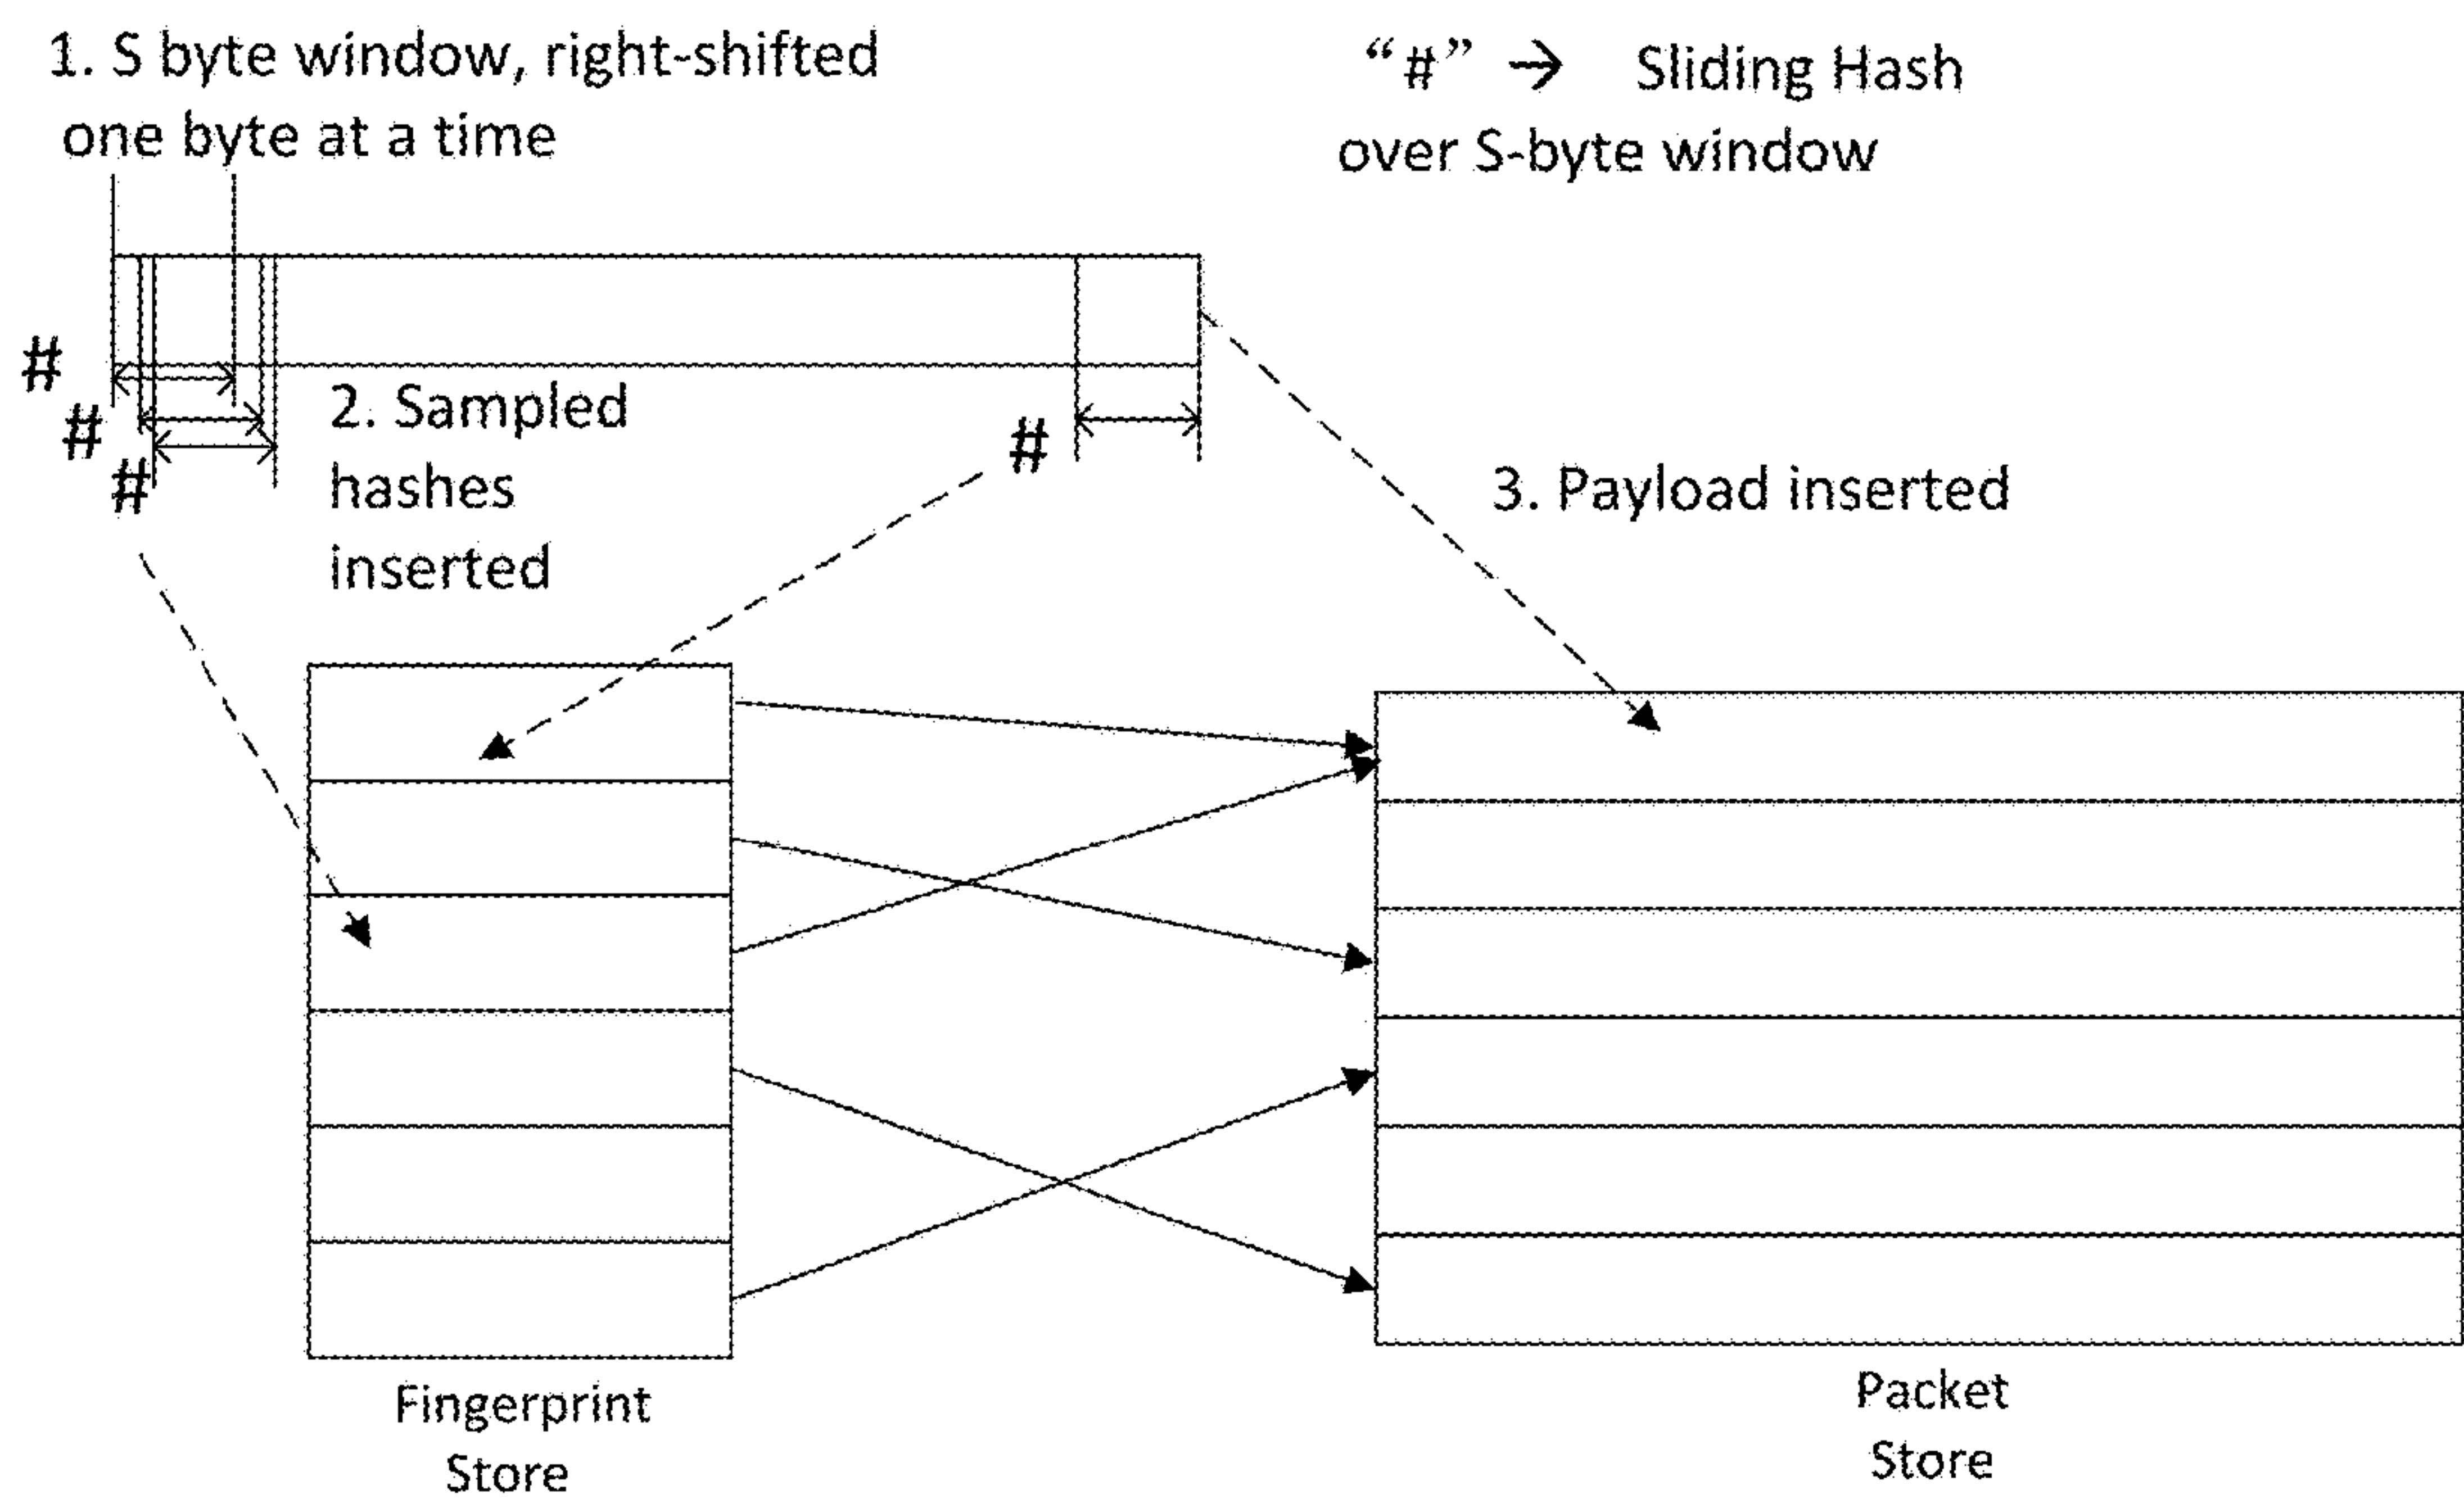 1. S byte window, right-shifted
one byte at a time
“#” → Sliding Hash
over S-byte window
#
#
#
2. Sampled
hashes
inserted
#
3. Payload inserted
Fingerprint
Store
Packet
Store